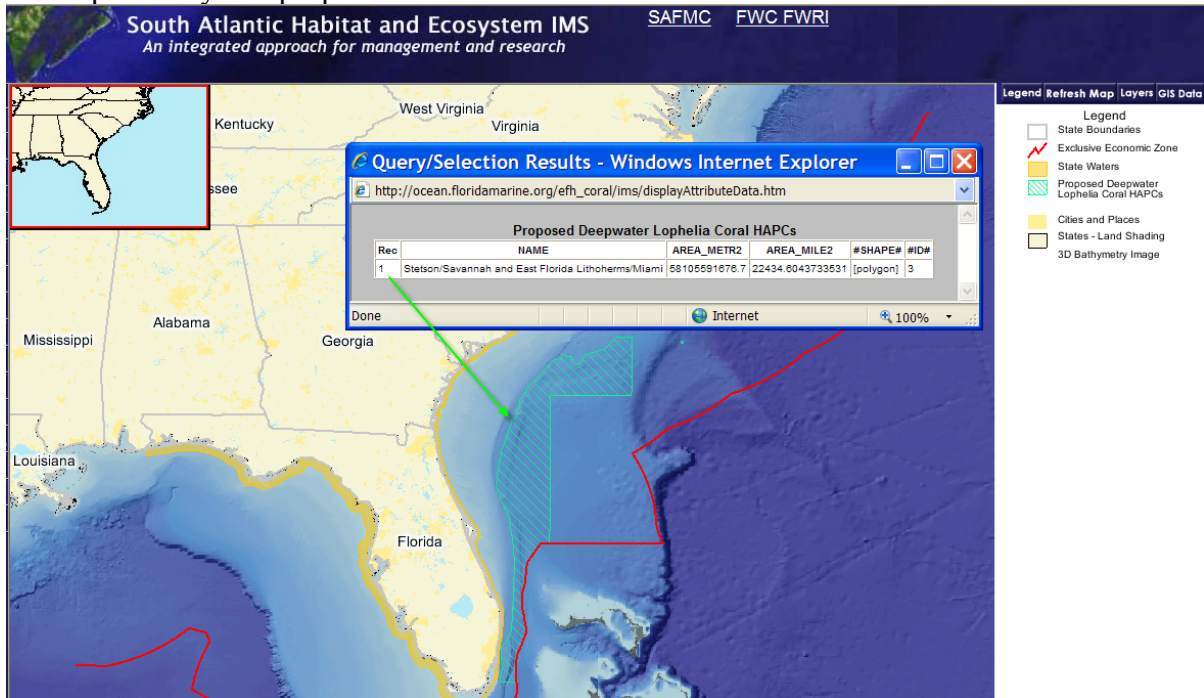 South Atlantic Habitat and Ecosystem IMS
SAFMC FWC FWRI
An integrated approach for management and research
Legend Refresh Map Layers GIS Data
Legend
State Boundaries
Exclusive Economic Zone
State Waters
Proposed Deepwater
Lophelia Coral HAPCs
Cities and Places
States - Land Shading
3D Bathymetry Image
West Virginia
Kentucky
Virginia
Query/Selection Results - Windows Internet Explorer
http://ocean.floridamarine.org/efh_coral/ims/displayAttributeData.htm
Proposed Deepwater Lophelia Coral HAPCs
Rec NAME AREA_METR2 AREA_MILE2 #SHAPE# #ID#
1 Stetson/Savannah and East Florida Lithoherms/Miami 58105591676.7 22434.6043733531 [polygon] 3
Done Internet 100%
ssee
Alabama
Mississippi
Georgia
Louisiana
Florida